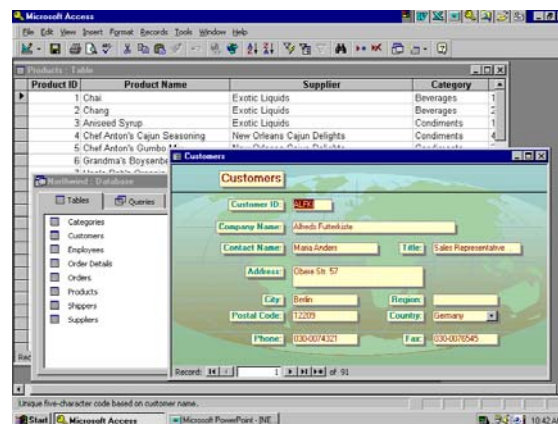 Microsoft Access
File Edit View Insert Format Records Tools Window Help
Products : Table
Product ID Product Name Supplier Category
1 Chai Exotic Liquids Beverages
2 Chang Exotic Liquids Beverages
3 Aniseed Syrup Exotic Liquids Condiments
4 Chef Anton's Cajun Seasoning New Orleans Cajun Delights Condiments
5 Chef Anton's Gumbo
6 Grandma's Boysenbe
Northwind : Database
Tables Queries
Categories
Customers
Employees
Order Details
Orders
Products
Shippers
Suppliers
Customers
Customers
Customer ID: ALFKI
Company Name: Alfreds Futterkiste
Contact Name: Maria Anders Title: Sales Representative
Address: Obere Str. 57
City: Berlin Region:
Postal Code: 12209 Country: Germany
Phone: 030-0074321 Fax: 030-0076545
Record: 1 of 91
Unique five-character code based on customer name.
Start Microsoft Access Microsoft PowerPoint - [NE 10:42 AM